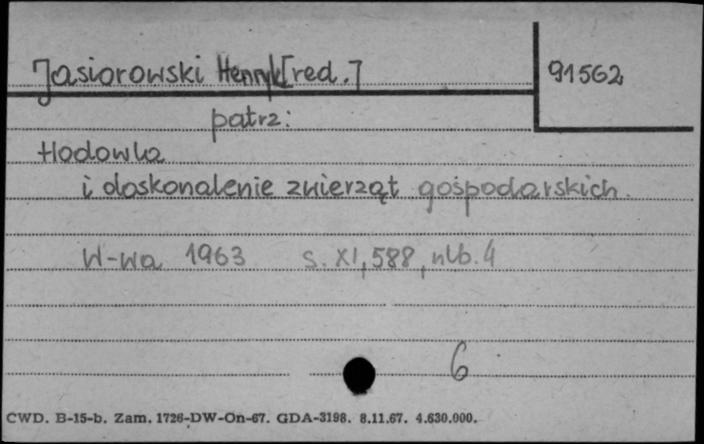 Jasiorowski Henryk [red.] 91562
patrz:
Hodowla
i doskonalenie zwierząt gospodarskich.
W-wa 1963 s. XI, 588, nlb. 4
6
CWD. B-15-b. Zam. 1726-DW-On-67. GDA-3198. 8.11.67. 4.630.000.